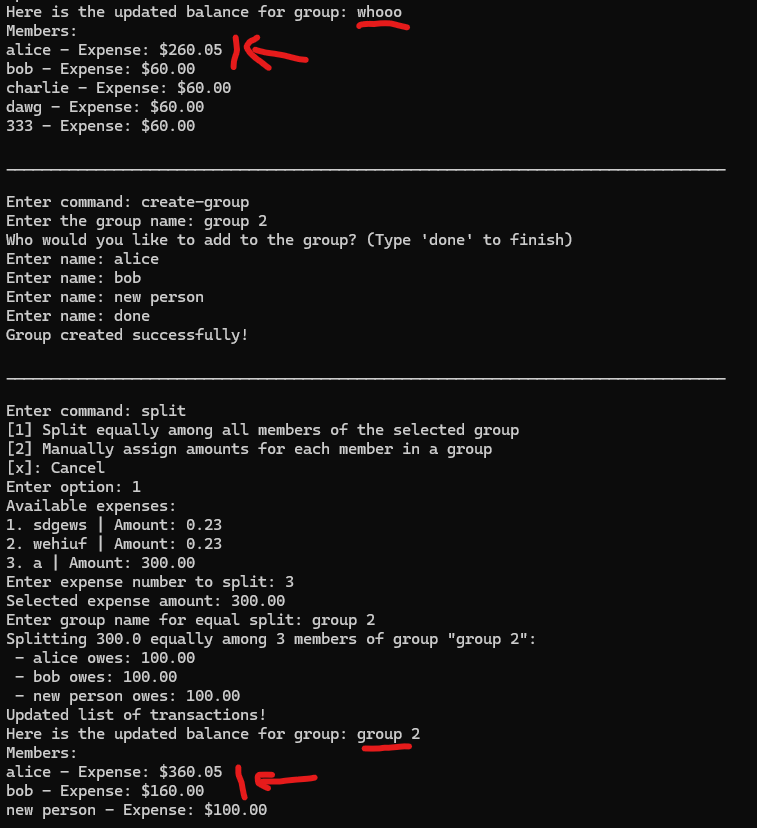 Here is the updated balance for group: whooo
Members:
alice - Expense: $260.05
bob - Expense: $60.00
charlie - Expense: $60.00
dawg - Expense: $60.00
333 - Expense: $60.00
Enter command: create-group
Enter the group name: group 2
Who would you like to add to the group? (Type 'done' to finish)
Enter name: alice
Enter name: bob
Enter name: new person
Enter name: done
Group created successfully!
Enter command: split
[1] Split equally among all members of the selected group
[2] Manually assign amounts for each member in a group
[x]: Cancel
Enter option: 1
Available expenses:
1. sdgews | Amount: 0.23
2. wehiuf | Amount: 0.23
3. a | Amount: 300.00
Enter expense number to split: 3
Selected expense amount: 300.00
Enter group name for equal split: group 2
Splitting 300.0 equally among 3 members of group "group 2":
- alice owes: 100.00
- bob owes: 100.00
- new person owes: 100.00
Updated list of transactions!
Here is the updated balance for group: group 2
Members:
alice - Expense: $360.05
bob - Expense: $160.00
new person - Expense: $100.00